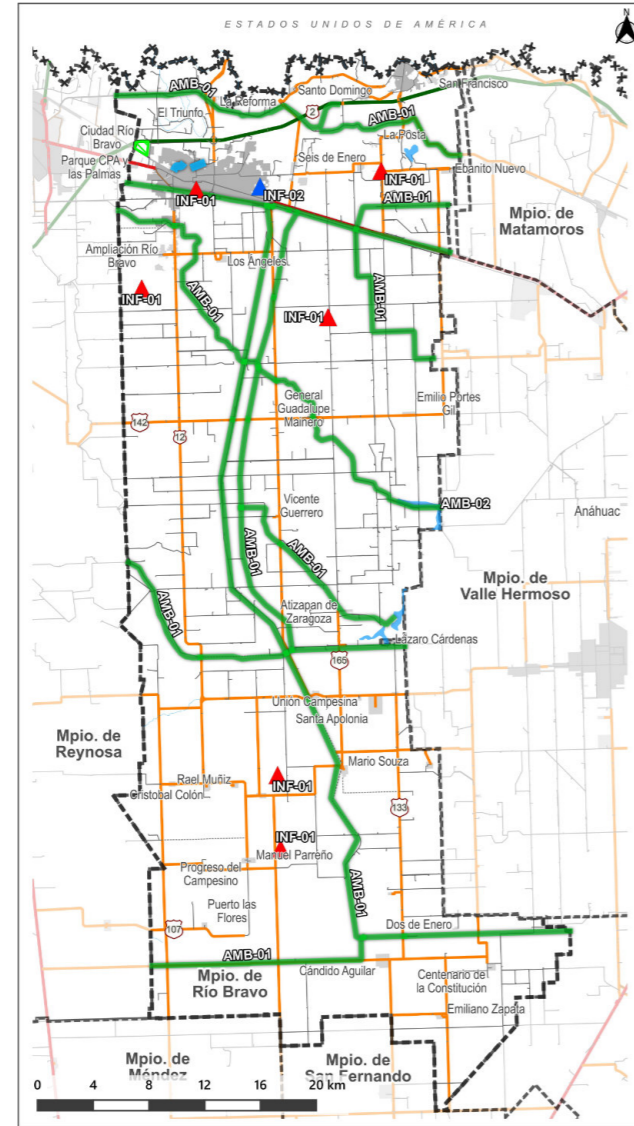 ESTADOS UNIDOS DE AMÉRICA
N
AMB-01
La Reforma
Santo Domingo
San Francisco
El Triunfo
2
AMB-01
La Posta
Ciudad Río
Bravo
Parque CPA y
las Palmas
Seis de Enero
Ebanito Nuevo
INF-01
INF-02
INF-01
AMB-01
Mpio. de
Matamoros
Ampliación Río
Bravo
Los Ángeles
INF-01
AMB-01
INF-01
AMB-01
General
Guadalupe
Mainero
Emilio Portes
Gil
142
12
Vicente
Guerrero
AMB-02
Anáhuac
AMB-01
AMB-01
Mpio. de
Valle Hermoso
AMB-01
Atizapan de
Zaragoza
Lázaro Cárdenas
165
Unión Campesina
Santa Apolonia
Mpio. de
Reynosa
Mario Souza
Rael Muñiz
INF-01
Cristobal Colón
133
INF-01
Manuel Parreño
Progreso del
Campesino
Puerto las
Flores
AMB-01
107
Dos de Enero
AMB-01
Mpio. de
Río Bravo
Cándido Aguilar
Centenario de
la Constitución
Emiliano Zapata
Mpio. de
Méndez
Mpio. de
San Fernando
0 4 8 12 16 20 km